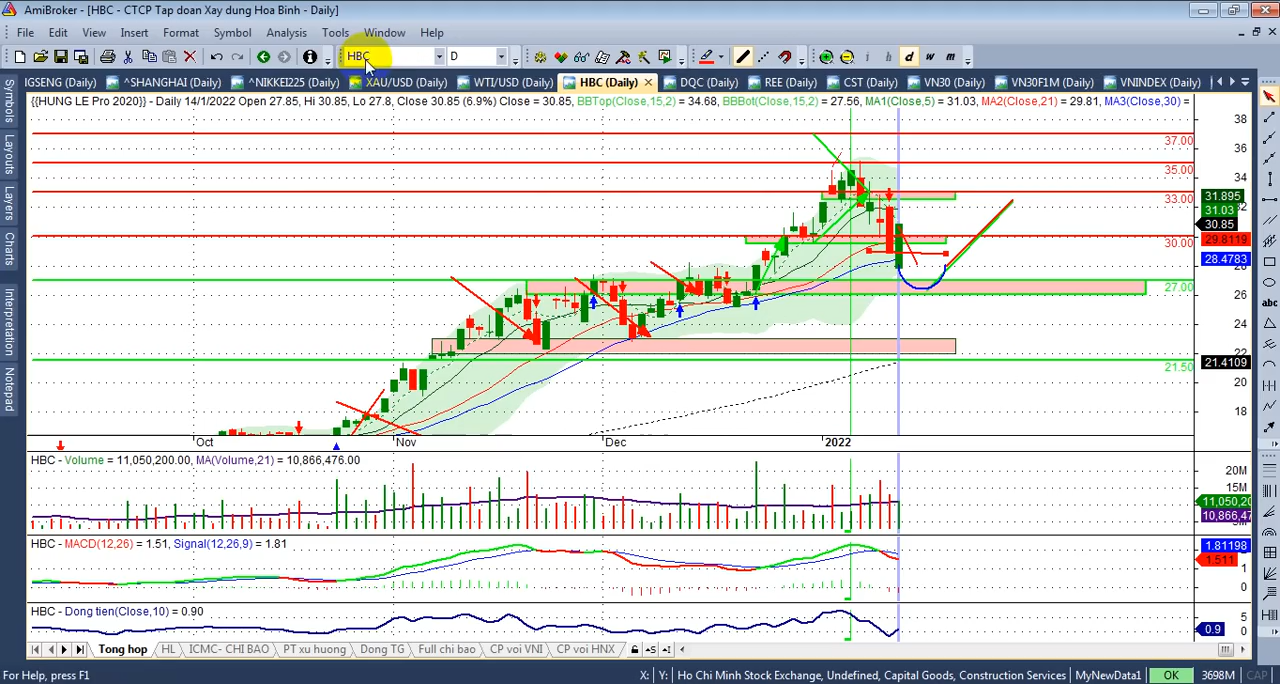 AmiBroker - [HBC - CTCP Tap doan Xay dung Hoa Binh - Daily]
File Edit View Insert Format Symbol Analysis Tools Window Help
HBC D
i h d w m
IGSENG (Daily) ^SHANGHAI (Daily) ^NIKKEI225 (Daily) XAU/USD (Daily) WTI/USD (Daily) HBC (Daily) DQC (Daily) REE (Daily) CST (Daily) VN30 (Daily) VN30F1M (Daily) VNINDEX (Daily)
{{HUNG LE Pro 2020}} - Daily 14/1/2022 Open 27.85, Hi 30.85, Lo 27.8, Close 30.85 (6.9%) Close = 30.85, BBTop(Close,15,2) = 34.68, BBBot(Close,15,2) = 27.56, MA1(Close,5) = 31.03, MA2(Close,21) = 29.81, MA3(Close,30) =
Symbols
Layouts
Layers
Charts
Interpretation
Notepad
abc
38
37.00
36
35.00
34
33.00
31.895
31.03
30.85
30.00
29.8119
28.4783
28
27.00
26
24
22
21.4109
21.50
20
18
Oct Nov Dec 2022
HBC - Volume = 11,050,200.00, MA(Volume,21) = 10,866,476.00
20M
15M
11,050,20
10,866,47
HBC - MACD(12,26) = 1.51, Signal(12,26,9) = 1.81
1.81198
1.511
1
0
HBC - Dong tien(Close,10) = 0.90
5
0.9
0
Tong hop HL ICMC- CHI BAO PT xu huong Dong TG Full chi bao CP voi VNI CP voi HNX
For Help, press F1 X: Y: Ho Chi Minh Stock Exchange, Undefined, Capital Goods, Construction Services MyNewData1 OK 3698M CAP